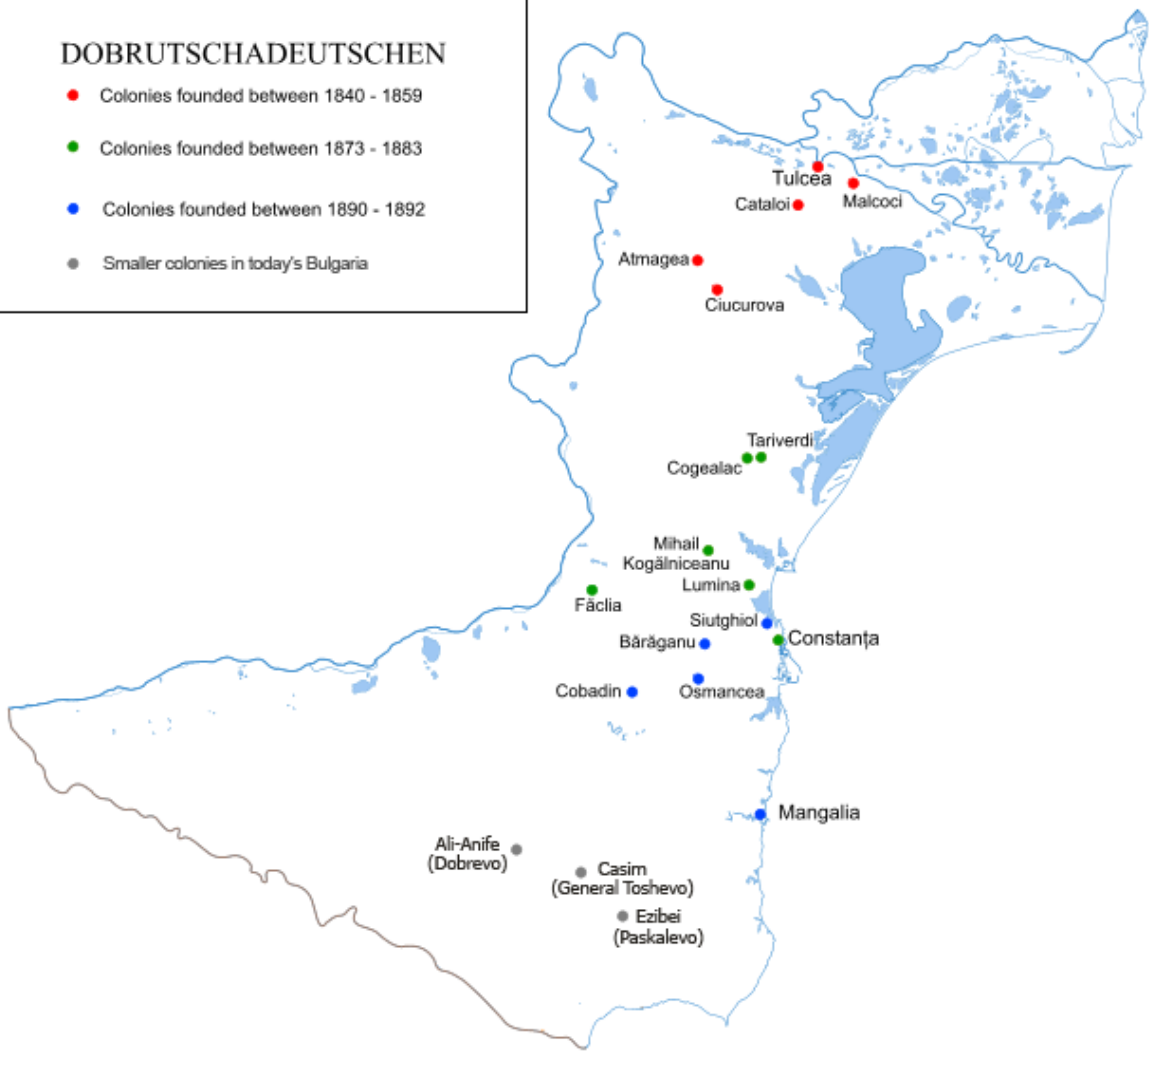 DOBRUTSCHADEUTSCHEN
Colonies founded between 1840 - 1859
Colonies founded between 1873 - 1883
Colonies founded between 1890 - 1892
Smaller colonies in today's Bulgaria
Tulcea
Malcoci
Cataloi
Atmagea
Ciucurova
Tariverdi
Cogealac
Mihail
Kogălniceanu
Lumina
Făclia
Siutghiol
Constanța
Bărăganu
Cobadin
Osmancea
Mangalia
Ali-Anife
(Dobrevo)
Casim
(General Toshevo)
Ezibei
(Paskalevo)